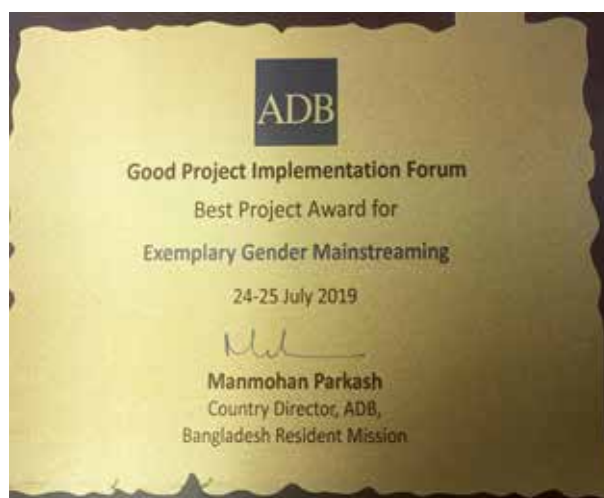 ADB
Good Project Implementation Forum
Best Project Award for
Exemplary Gender Mainstreaming
24-25 July 2019
Manmohan Parkash
Country Director, ADB,
Bangladesh Resident Mission